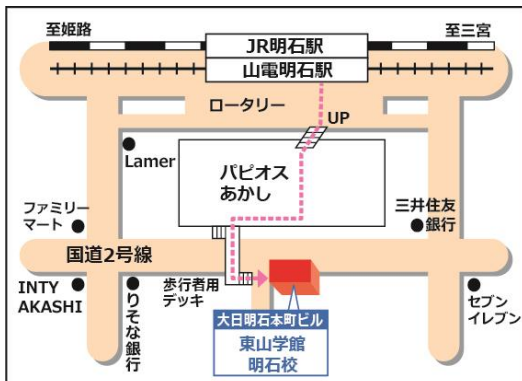 至姫路
至三宮
JR明石駅
山電明石駅
ロータリー
UP
Lamer
パピオス
あかし
ファミリー
マート
三井住友
銀行
国道2号線
INTY
AKASHI
りそな銀行
歩行者用
デッキ
セブン
イレブン
大日明石本町ビル
東山学館
明石校